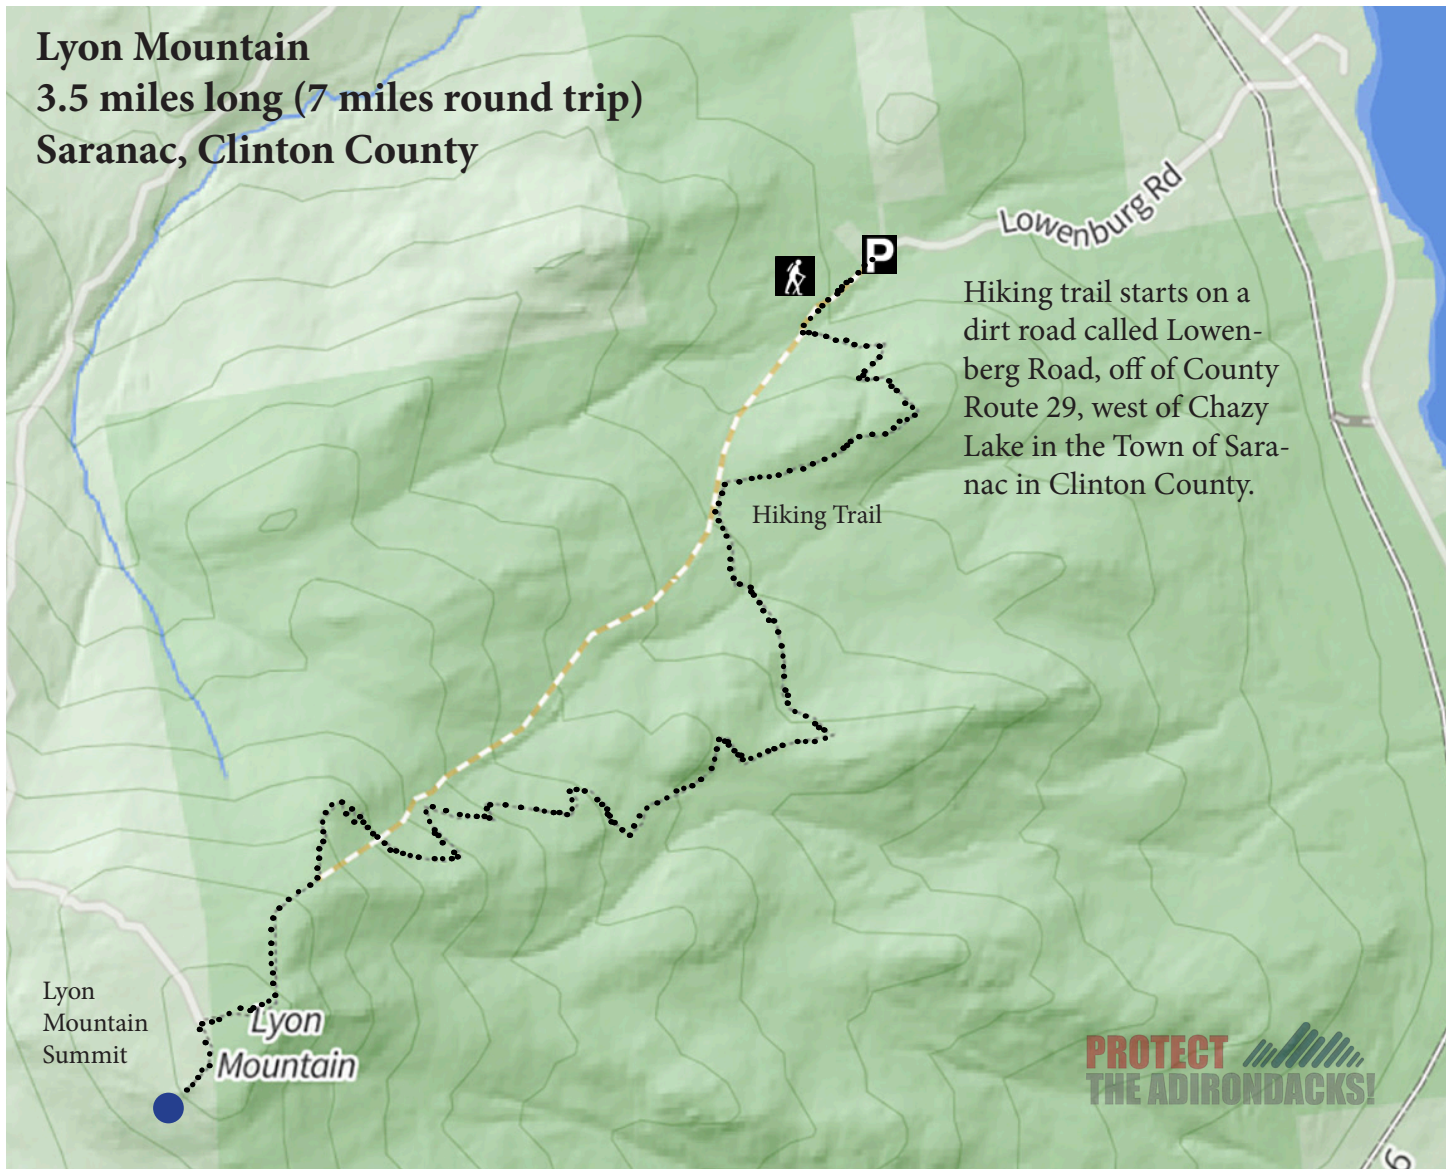 Lyon Mountain
3.5 miles long (7 miles round trip)
Saranac, Clinton County
P
Lowenburg Rd
Hiking trail starts on a
dirt road called Lowen-
berg Road, off of County
Route 29, west of Chazy
Lake in the Town of Sara-
nac in Clinton County.
Hiking Trail
Lyon
Mountain
Summit
Lyon
Mountain
PROTECT
THE ADIRONDACKS!